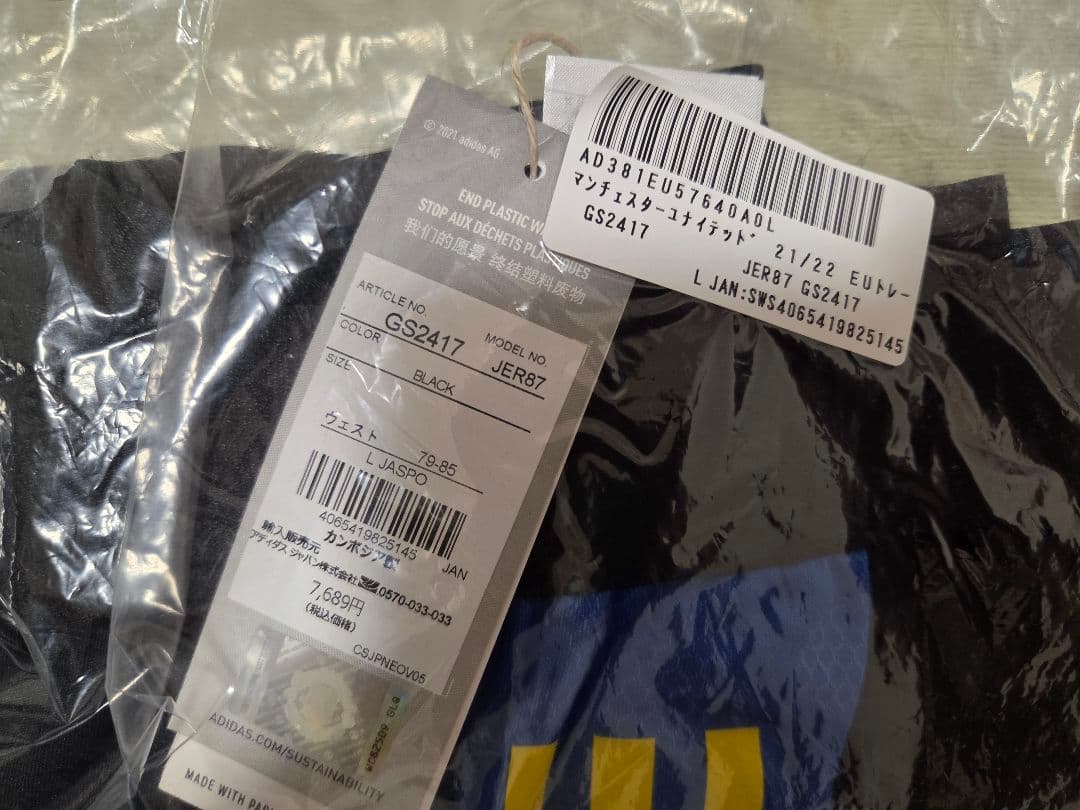 © 2021 adidas AG
END PLASTIC WA
STOP AUX DÉCHETS PLASTIQUES
我们的愿景 终结塑料废物
ARTICLE NO.
GS2417
MODEL NO.
JER87
COLOR
BLACK
SIZE
ウェスト 79-85
L JASPO
4065419825145
JAN
カンボジア製
輸入販売元
アディダス ジャパン株式会社 0570-033-033
7,689円
(税込価格)
CSJPNEOV05
ADIDAS.COM/SUSTAINABILITY
MADE WITH PAP
AD381EU57640A0L
マンチェスターユナイテッド 21/22 EUトレー
GS2417
JER87 GS2417
L JAN:SWS4065419825145